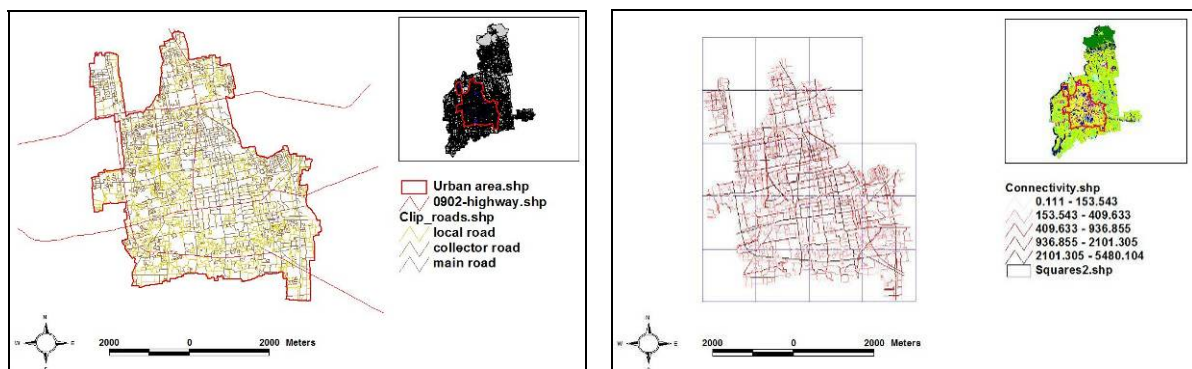 Urban area.shp
0902-highway.shp
Clip_roads.shp
local road
collector road
main road
N
W
E
S
2000 0 2000 Meters
Connectivity.shp
0.111 - 153.543
153.543 - 409.633
409.633 - 936.855
936.855 - 2101.305
2101.305 - 5480.104
Squares2.shp
N
W
E
S
2000 0 2000 Meters